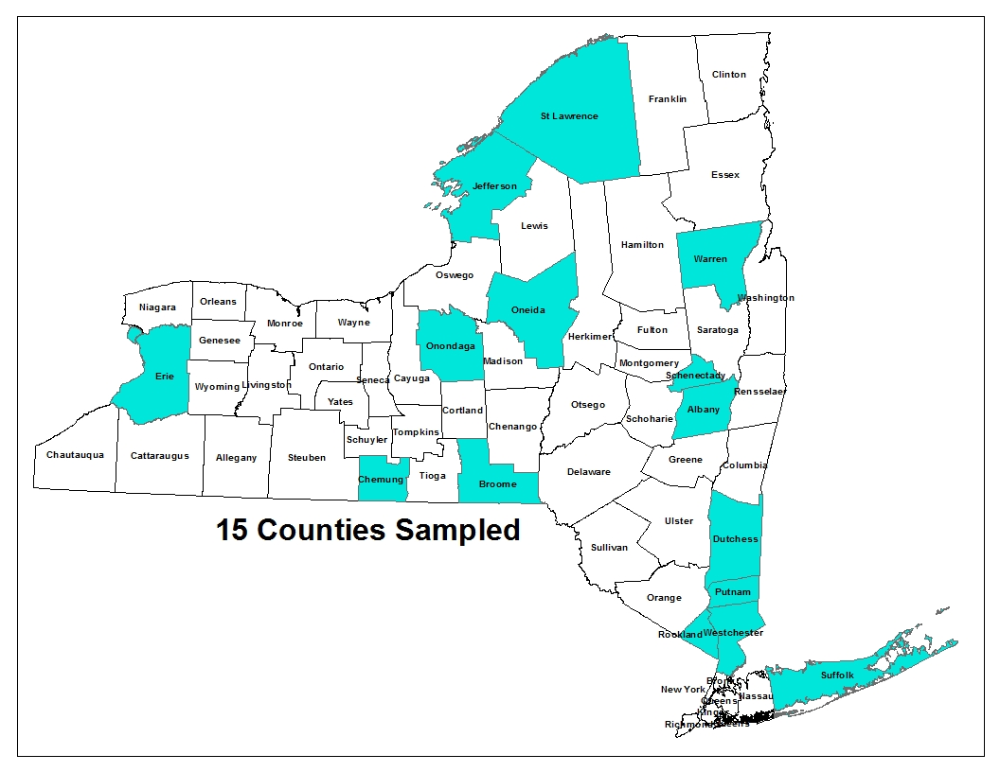 Clinton
Franklin
St Lawrence
Essex
Jefferson
Lewis
Hamilton
Warren
Oswego
Washington
Orleans
Niagara
Oneida
Monroe
Wayne
Fulton
Saratoga
Herkimer
Genesee
Onondaga
Madison
Montgomery
Ontario
Erie
Schenectady
Seneca
Cayuga
Wyoming
Livingston
Rensselaer
Yates
Otsego
Albany
Cortland
Schoharie
Chenango
Tompkins
Schuyler
Chautauqua
Cattaraugus
Allegany
Steuben
Greene
Columbia
Delaware
Tioga
Chemung
Broome
Ulster
15 Counties Sampled
Dutchess
Sullivan
Putnam
Orange
Rockland
Westchester
Suffolk
New York
Nassau
Queens
Richmond